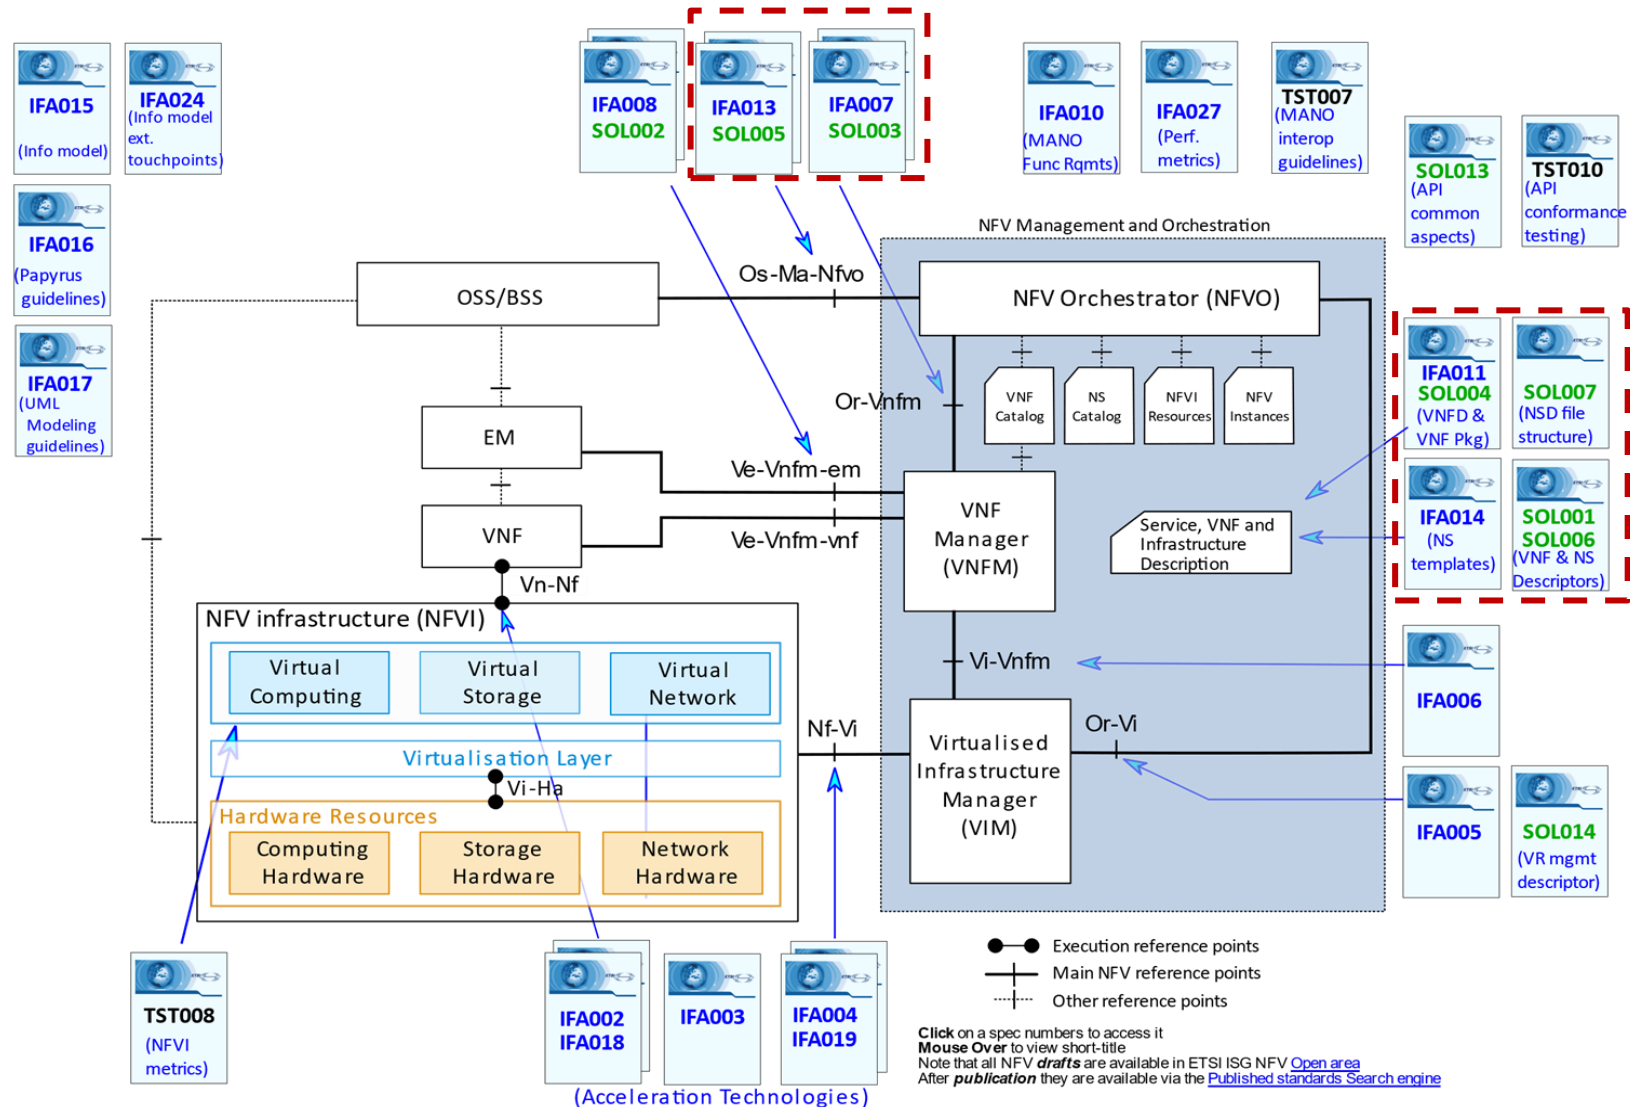 IFA015
(Info model)
IFA024
(Info model
ext.
touchpoints)
IFA008
SOL002
IFA013
SOL005
IFA007
SOL003
IFA010
(MANO
Func Rqmts)
IFA027
(Perf.
metrics)
TST007
(MANO
interop
guidelines)
SOL013
(API
common
aspects)
TST010
(API
conformance
testing)
IFA016
(Papyrus
guidelines)
IFA017
(UML
Modeling
guidelines)
NFV Management and Orchestration
OSS/BSS
Os-Ma-Nfvo
NFV Orchestrator (NFVO)
Or-Vnfm
VNF
Catalog
NS
Catalog
NFVI
Resources
NFV
Instances
IFA011
SOL004
(VNFD &
VNF Pkg)
SOL007
(NSD file
structure)
EM
Ve-Vnfm-em
VNF
Ve-Vnfm-vnf
VNF
Manager
(VNFM)
Service, VNF and
Infrastructure
Description
IFA014
(NS
templates)
SOL001
SOL006
(VNF & NS
Descriptors)
Vn-Nf
NFV infrastructure (NFVI)
Virtual
Computing
Virtual
Storage
Virtual
Network
Vi-Vnfm
IFA006
Virtualisation Layer
Vi-Ha
Nf-Vi
Virtualised
Infrastructure
Manager
(VIM)
Or-Vi
IFA005
SOL014
(VR mgmt
descriptor)
Hardware Resources
Computing
Hardware
Storage
Hardware
Network
Hardware
TST008
(NFVI
metrics)
IFA002
IFA018
IFA003
IFA004
IFA019
(Acceleration Technologies)
Execution reference points
Main NFV reference points
Other reference points
Click on a spec numbers to access it
Mouse Over to view short-title
Note that all NFV drafts are available in ETSI ISG NFV Open area
After publication they are available via the Published standards Search engine